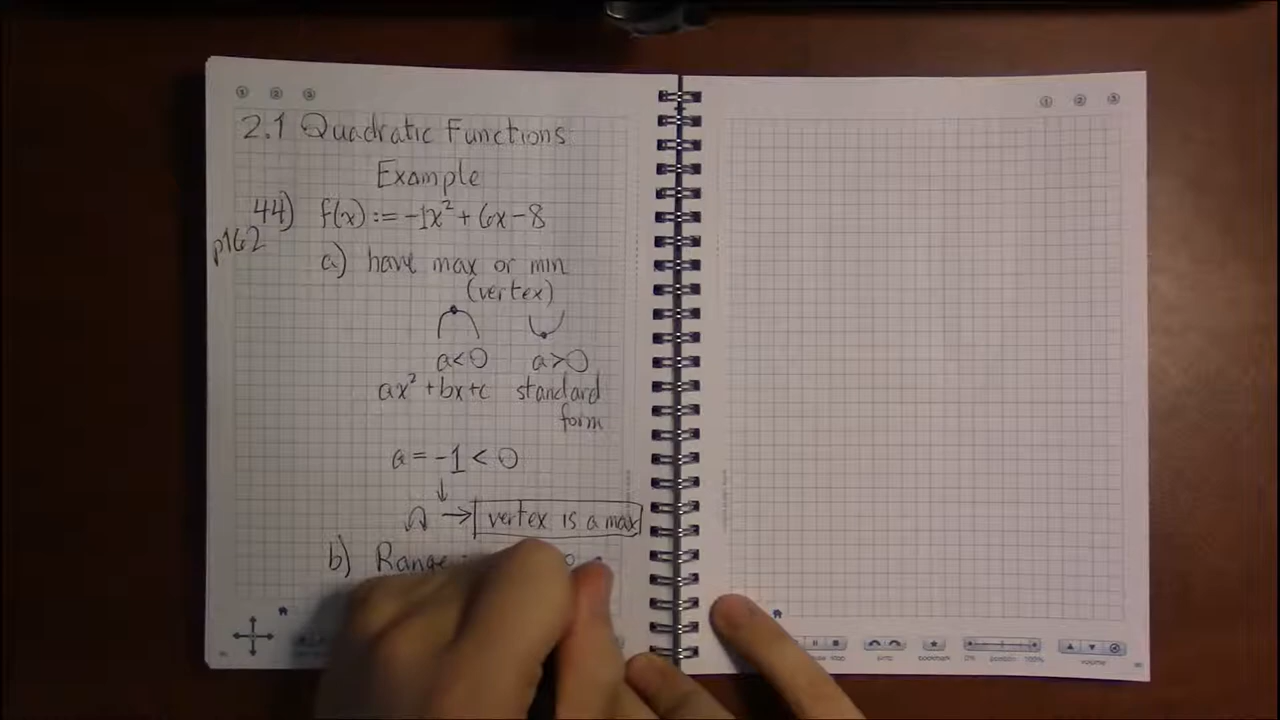 2.1 Quadratic Functions
Example
44) f(x) := -1x² + 6x - 8
p162
a) have max or min
(vertex)
a<0 a>0
ax² + bx + c standard
form
a = -1 < 0
↓
→ vertex is a max
b) Range